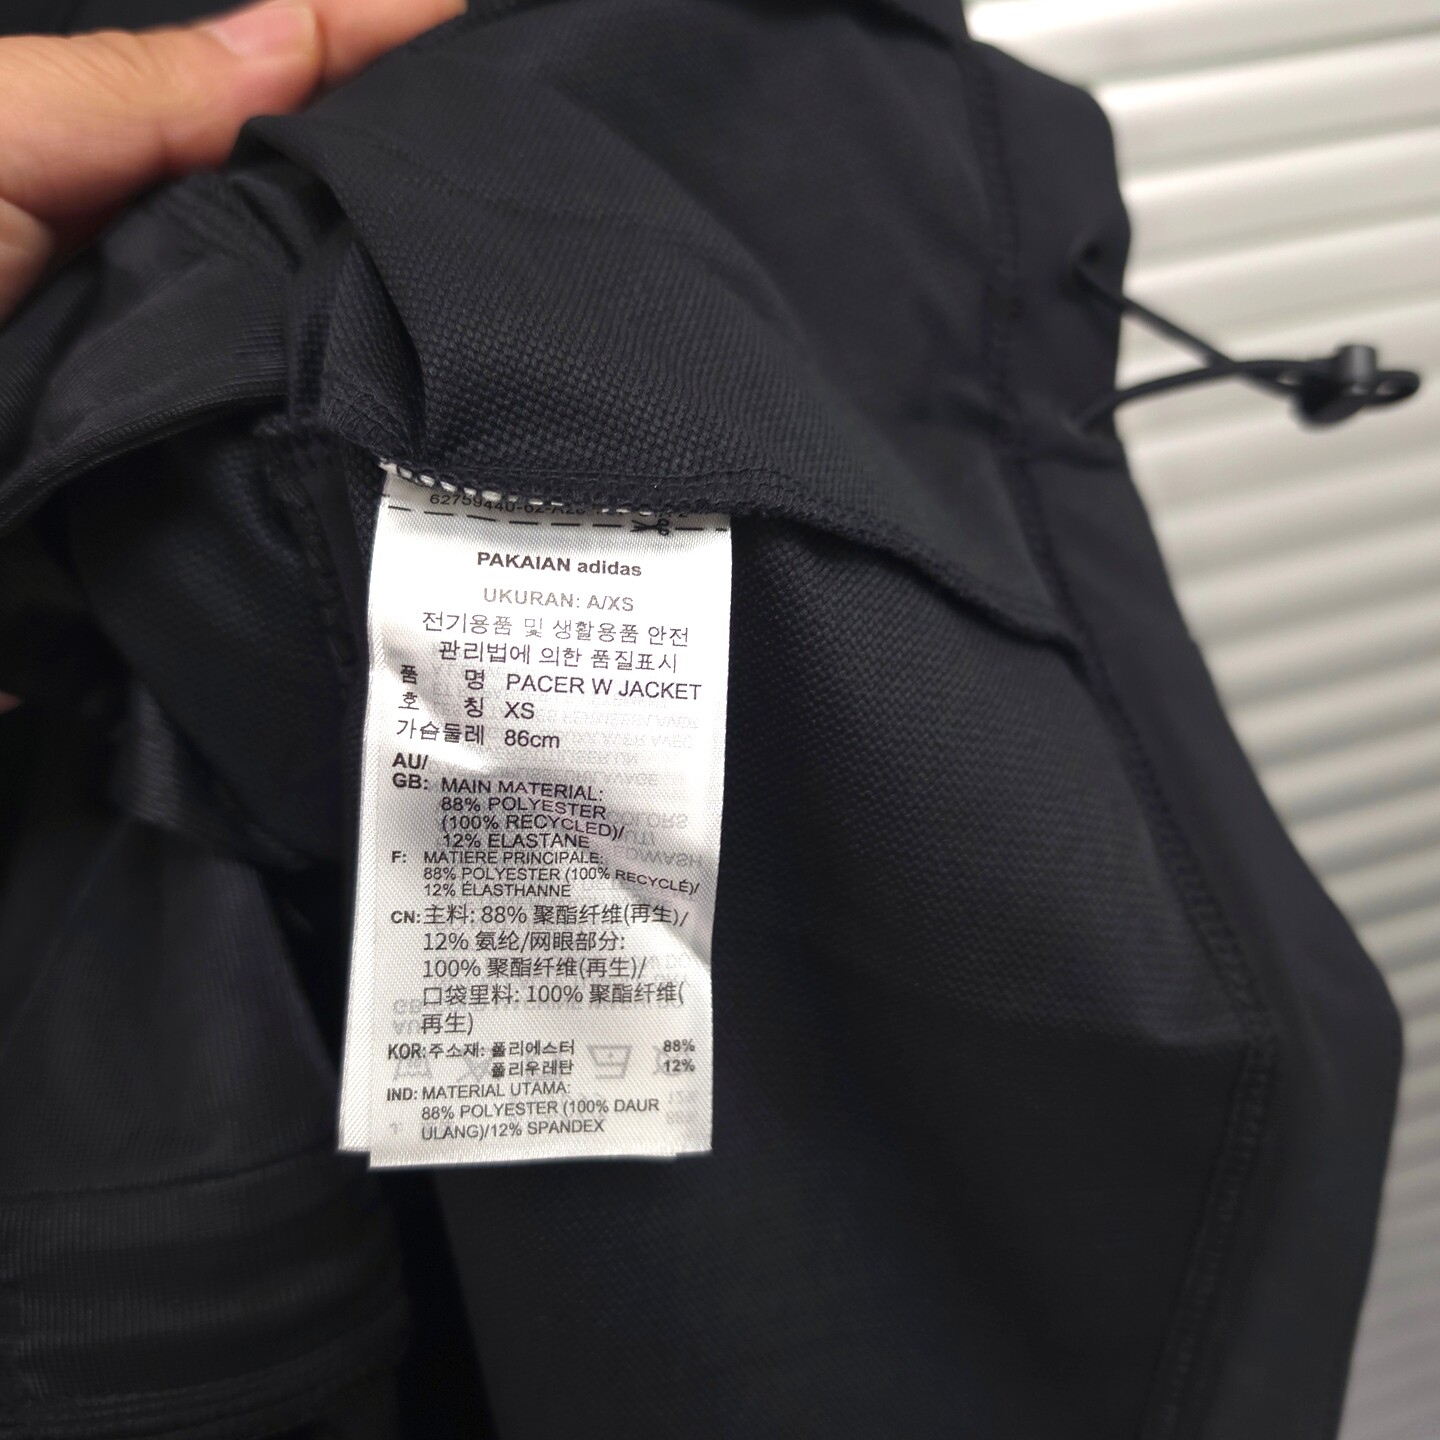 PAKAIAN adidas
UKURAN: A/XS
전기용품 및 생활용품 안전
관리법에 의한 품질표시
품 명 PACER W JACKET
호 칭 XS
가슴둘레 86cm
AU/
GB: MAIN MATERIAL:
88% POLYESTER
(100% RECYCLED)/
12% ELASTANE
F: MATIÈRE PRINCIPALE:
88% POLYESTER (100% RECYCLÉ)/
12% ÉLASTHANNE
CN: 主料: 88% 聚酯纤维(再生)/
12% 氨纶/网眼部分:
100% 聚酯纤维(再生)/
口袋里料: 100% 聚酯纤维(
再生)
KOR: 주소재: 폴리에스터 88%
폴리우레탄 12%
IND: MATERIAL UTAMA:
88% POLYESTER (100% DAUR
ULANG)/12% SPANDEX